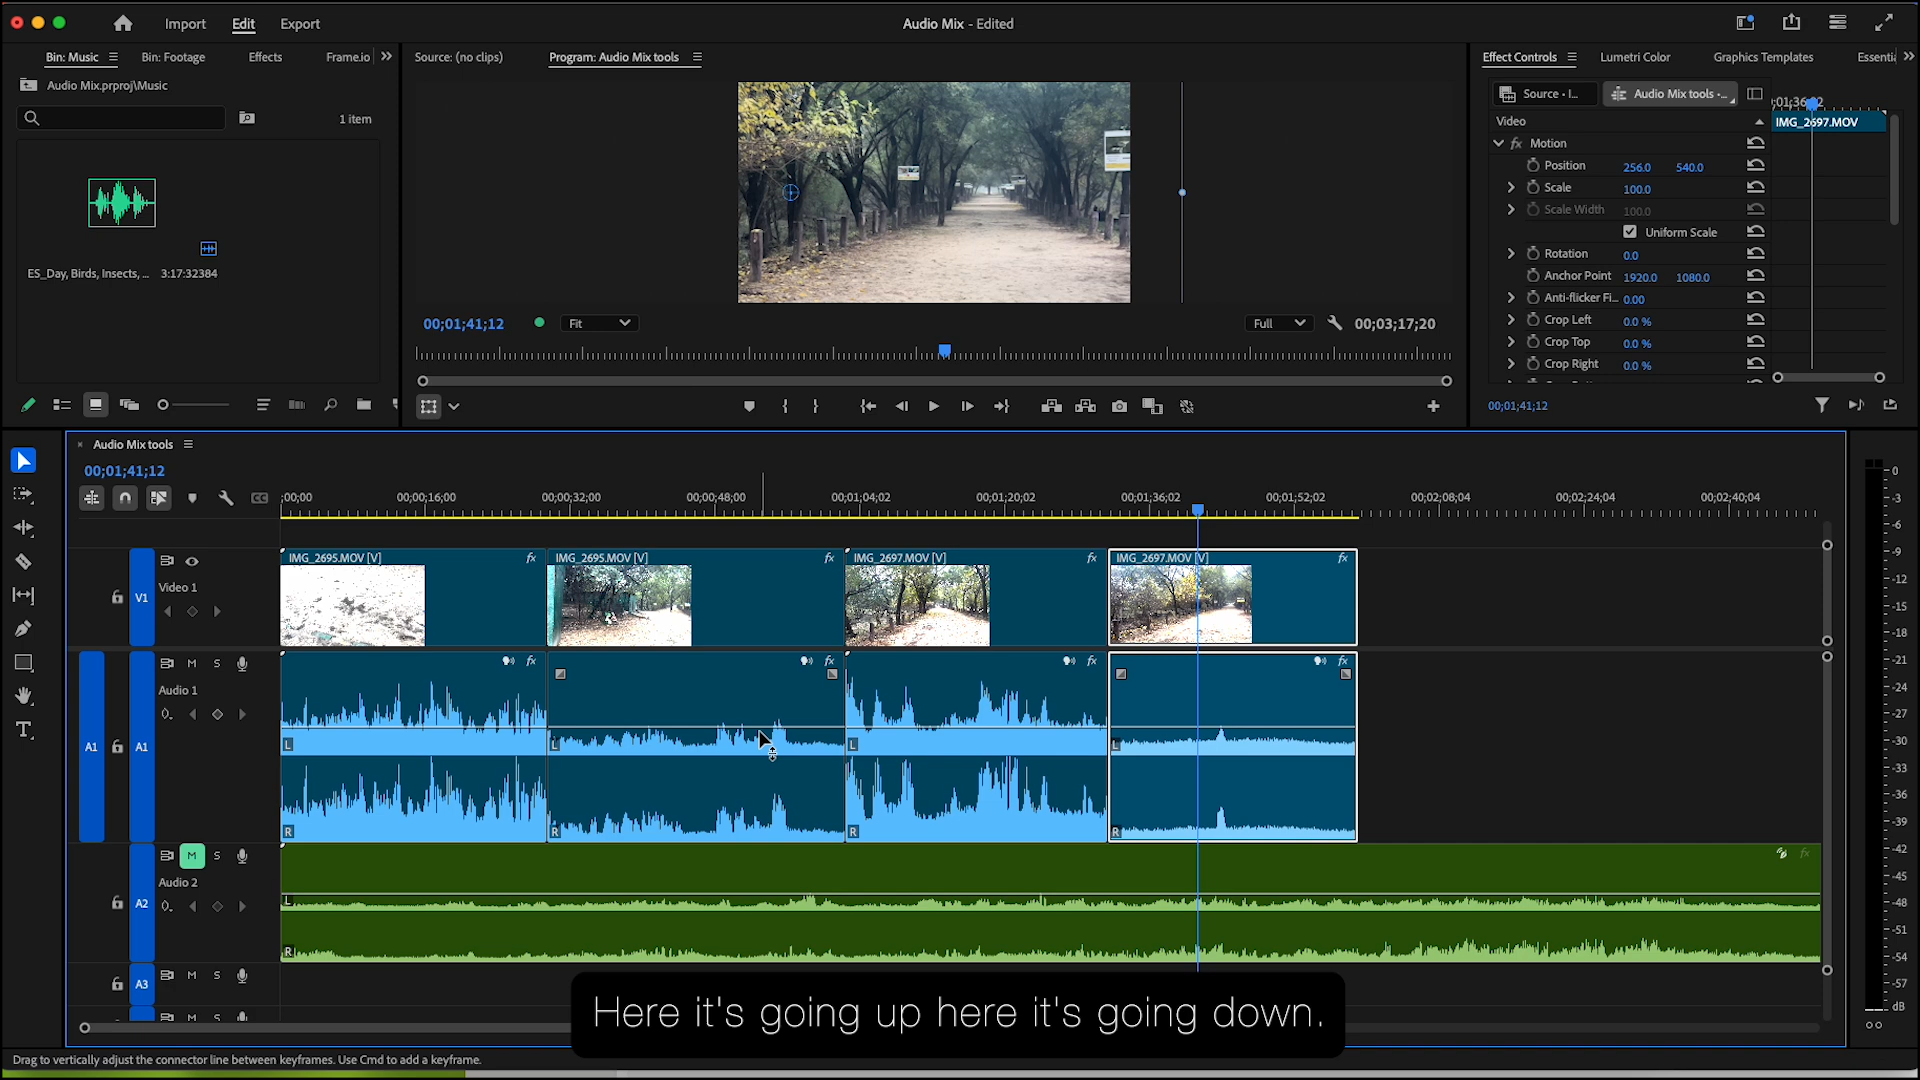 Import
Edit
Export
Audio Mix - Edited
Bin: Music
Bin: Footage
Effects
Frame.io
Source: (no clips)
Program: Audio Mix tools
Effect Controls
Lumetri Color
Graphics Templates
Essentia
Audio Mix.prproj\Music
1 item
ES_Day, Birds, Insects, ...
3:17:32384
00;01;41;12
Fit
Full
00;03;17;20
Source • I...
Audio Mix tools •...
;01;36;02
Video
IMG_2697.MOV
Motion
Position
256.0
540.0
Scale
100.0
Scale Width
100.0
Uniform Scale
Rotation
0.0
Anchor Point
1920.0
1080.0
Anti-flicker Fi...
0.00
Crop Left
0.0 %
Crop Top
0.0 %
Crop Right
0.0 %
00;01;41;12
Audio Mix tools
00;01;41;12
CC
;00;00
00;00;16;00
00;00;32;00
00;00;48;00
00;01;04;02
00;01;20;02
00;01;36;02
00;01;52;02
00;02;08;04
00;02;24;04
00;02;40;04
IMG_2695.MOV [V]
fx
IMG_2695.MOV [V]
fx
IMG_2697.MOV [V]
fx
IMG_2697.MOV [V]
fx
V1
Video 1
A1
A1
M
S
Audio 1
fx
fx
fx
fx
L
L
L
L
R
R
R
R
A2
M
S
Audio 2
fx
L
R
A3
M
S
M
S
0
-3
-6
-9
-12
-15
-18
-21
-24
-27
-30
-33
-36
-39
-42
-45
-48
-51
-54
-57
dB
Here it's going up here it's going down.
Drag to vertically adjust the connector line between keyframes. Use Cmd to add a keyframe.